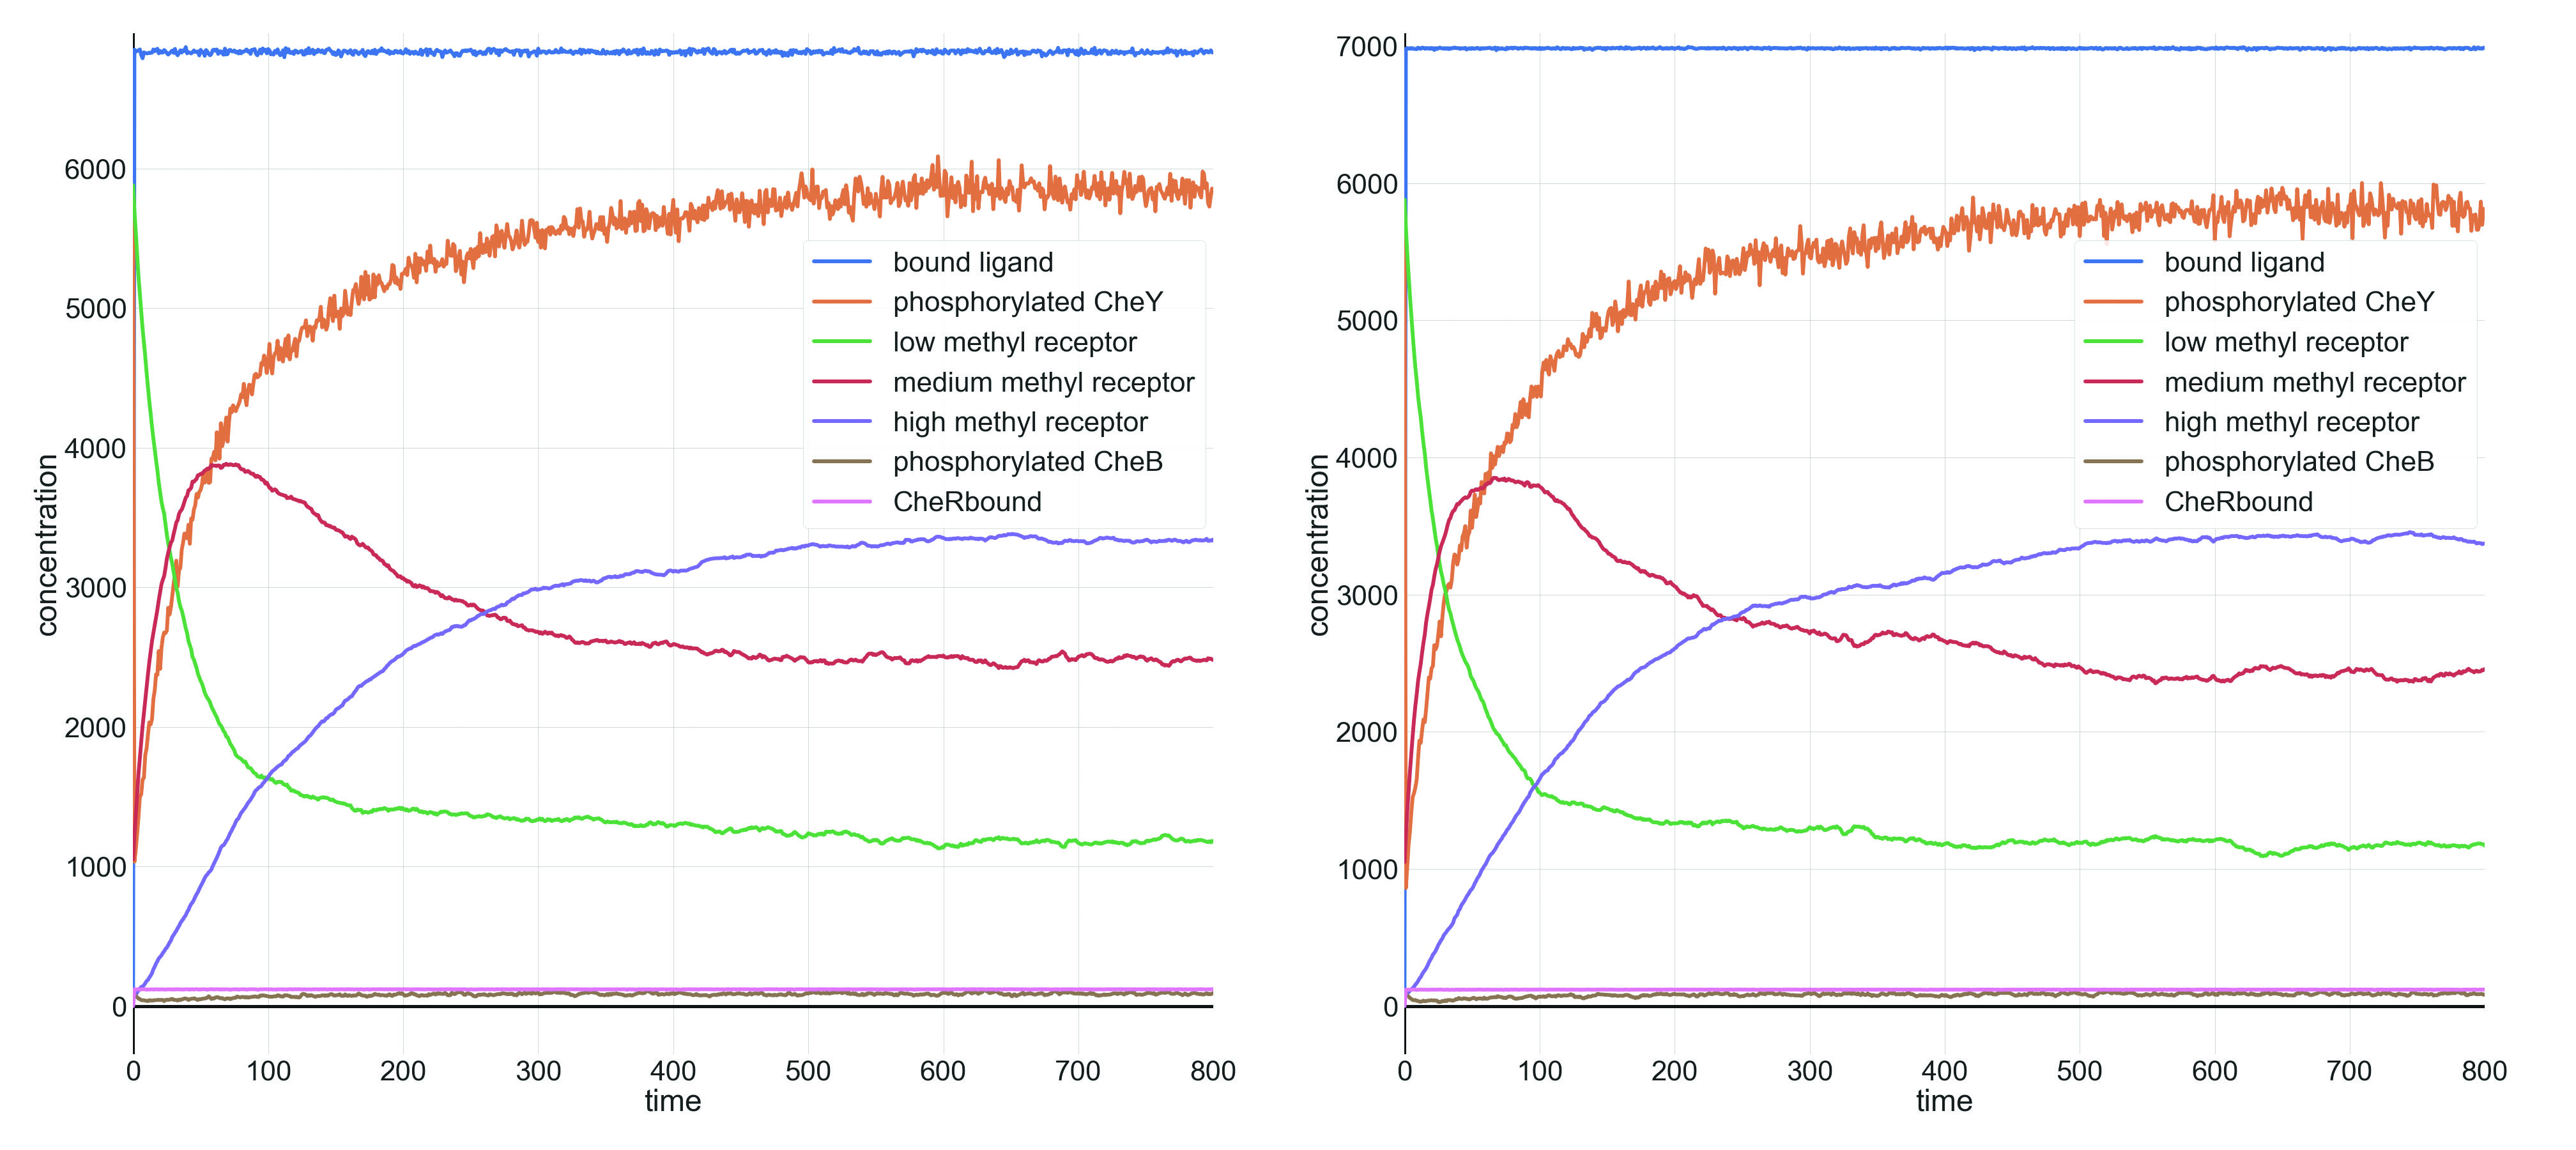 6000
5000
4000
3000
2000
1000
0
concentration
0 100 200 300 400 500 600 700 800
time
bound ligand
phosphorylated CheY
low methyl receptor
medium methyl receptor
high methyl receptor
phosphorylated CheB
CheRbound
7000
6000
5000
4000
3000
2000
1000
0
concentration
0 100 200 300 400 500 600 700 800
time
bound ligand
phosphorylated CheY
low methyl receptor
medium methyl receptor
high methyl receptor
phosphorylated CheB
CheRbound